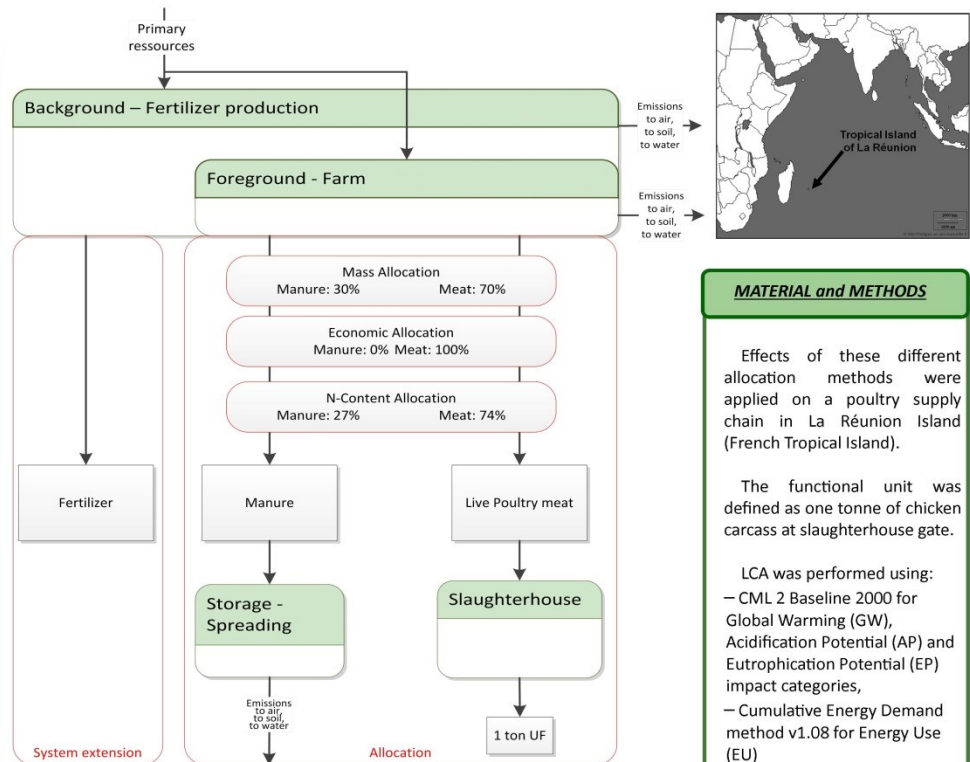 Primary
ressources
Background – Fertilizer production
Emissions
to air,
to soil,
to water
Foreground - Farm
Emissions
to air,
to soil,
to water
Tropical Island
of La Réunion
Mass Allocation
Manure: 30% Meat: 70%
Economic Allocation
Manure: 0% Meat: 100%
N-Content Allocation
Manure: 27% Meat: 74%
Fertilizer
Manure
Live Poultry meat
Storage -
Spreading
Slaughterhouse
Emissions
to air,
to soil,
to water
1 ton UF
System extension
Allocation
MATERIAL and METHODS
Effects of these different
allocation methods were
applied on a poultry supply
chain in La Réunion Island
(French Tropical Island).
The functional unit was
defined as one tonne of chicken
carcass at slaughterhouse gate.
LCA was performed using:
– CML 2 Baseline 2000 for
Global Warming (GW),
Acidification Potential (AP) and
Eutrophication Potential (EP)
impact categories,
– Cumulative Energy Demand
method v1.08 for Energy Use
(EU)